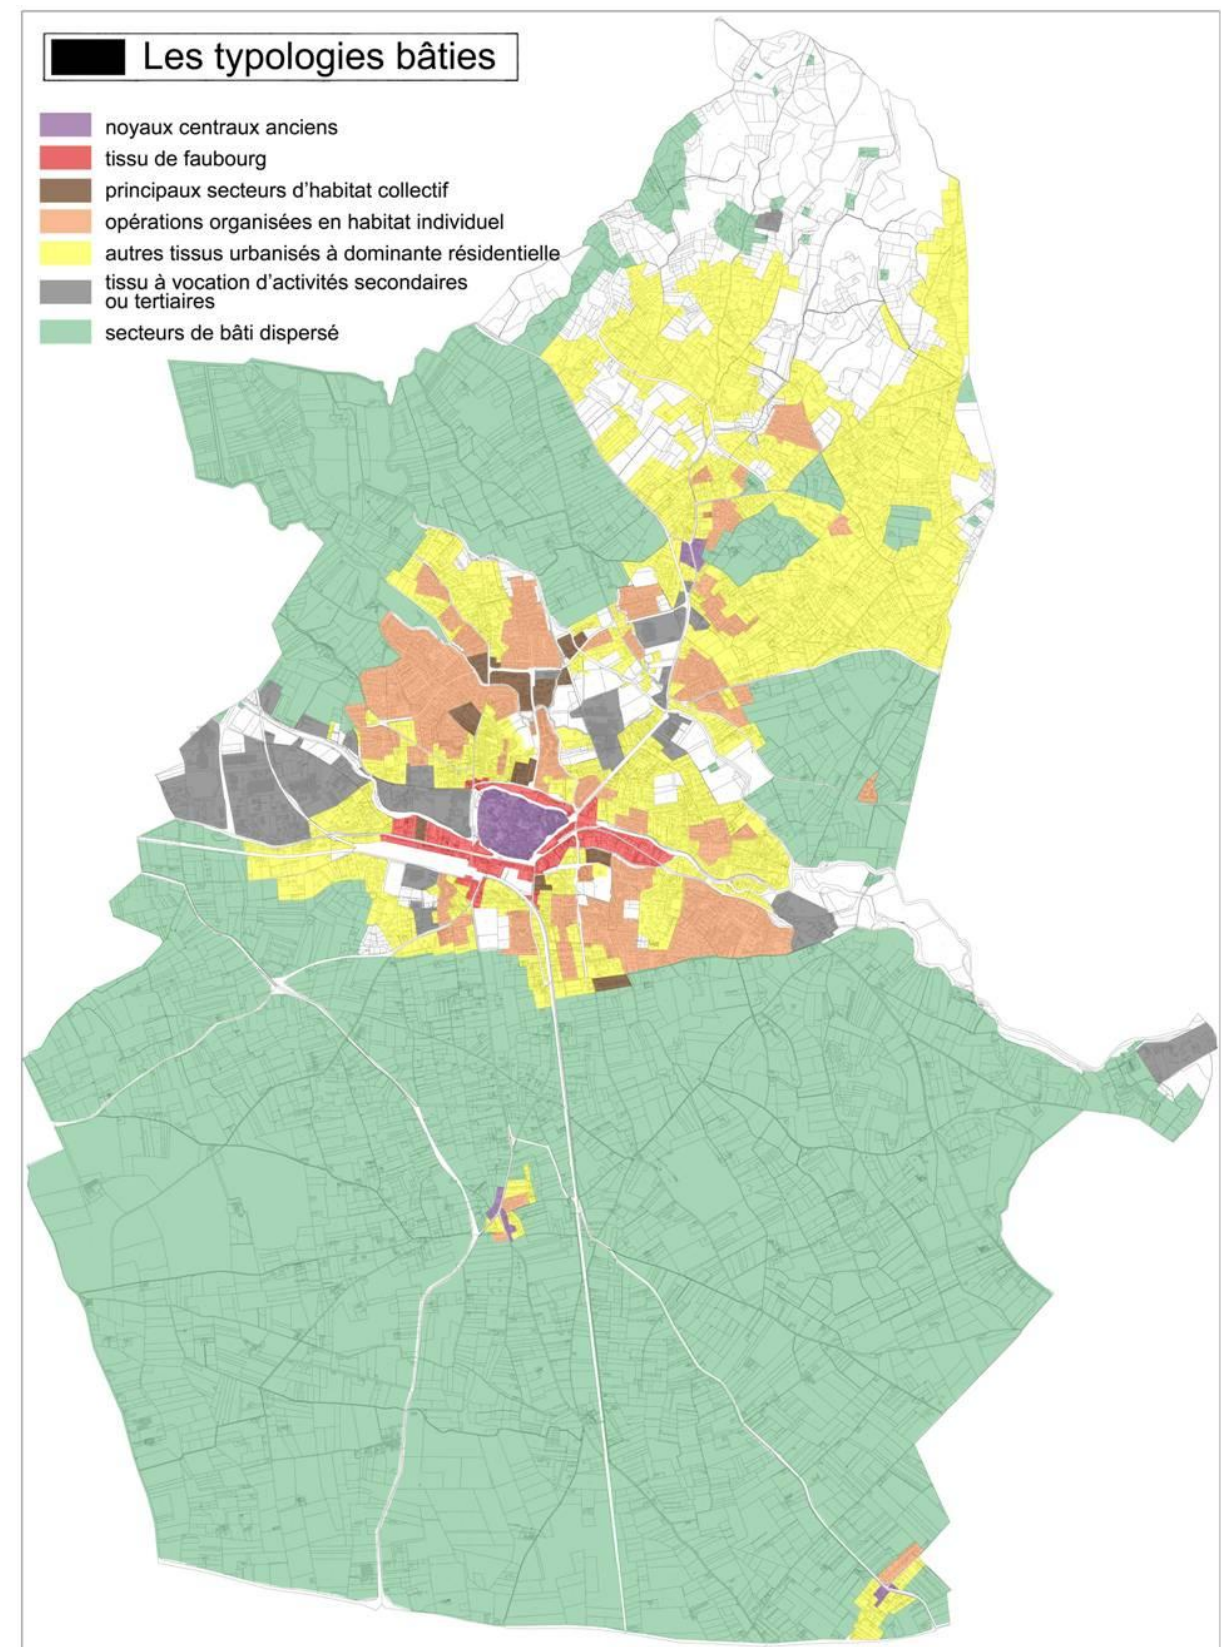 Les typologies bâties
noyaux centraux anciens
tissu de faubourg
principaux secteurs d'habitat collectif
opérations organisées en habitat individuel
autres tissus urbanisés à dominante résidentielle
tissu à vocation d'activités secondaires
ou tertiaires
secteurs de bâti dispersé